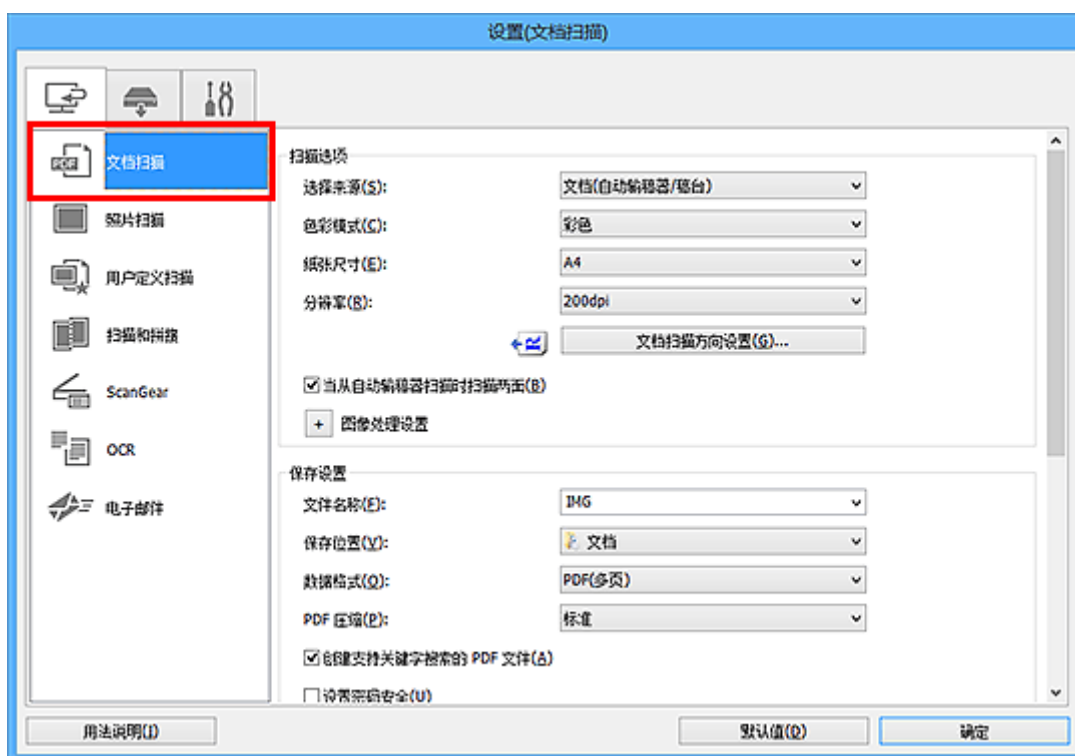 设置(文档扫描)
PDF
文档扫描
照片扫描
用户定义扫描
扫描和拼接
ScanGear
OCR
电子邮件
扫描选项
选择来源(S): 文档(自动输稿器/稿台)
色彩模式(C): 彩色
纸张尺寸(E): A4
分辨率(R): 200dpi
文档扫描方向设置(G)...
当从自动输稿器扫描时扫描两面(B)
+ 图像处理设置
保存设置
文件名称(F): IMG
保存位置(V): 文档
数据格式(O): PDF(多页)
PDF 压缩(P): 标准
创建支持关键字搜索的 PDF 文件(A)
设置密码安全(U)
用法说明(I) 默认值(D) 确定